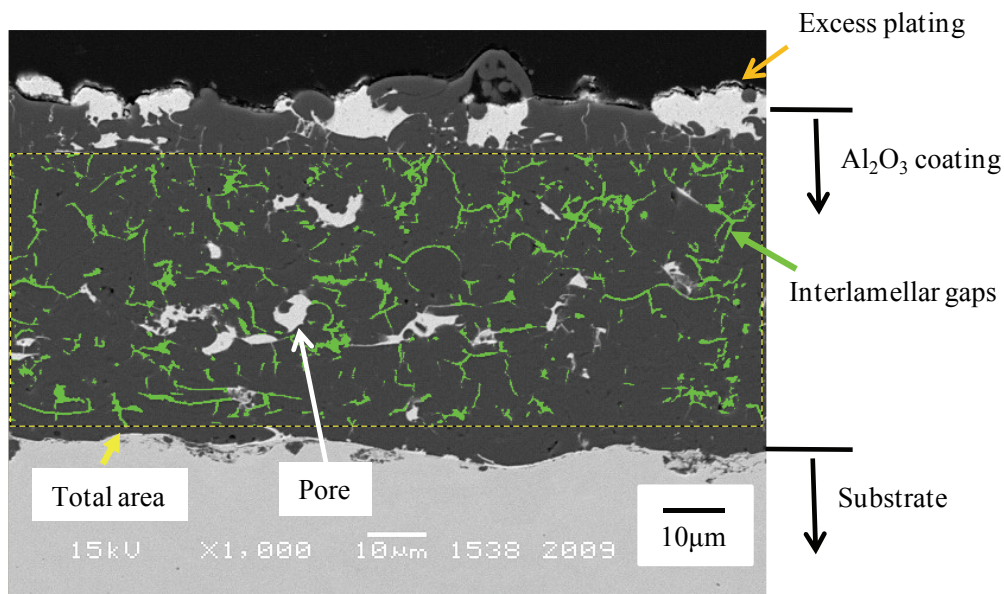 Excess plating
Al₂O₃ coating
Interlamellar gaps
Total area
Pore
Substrate
10μm
15kV X1,000 10μm 1538 2009